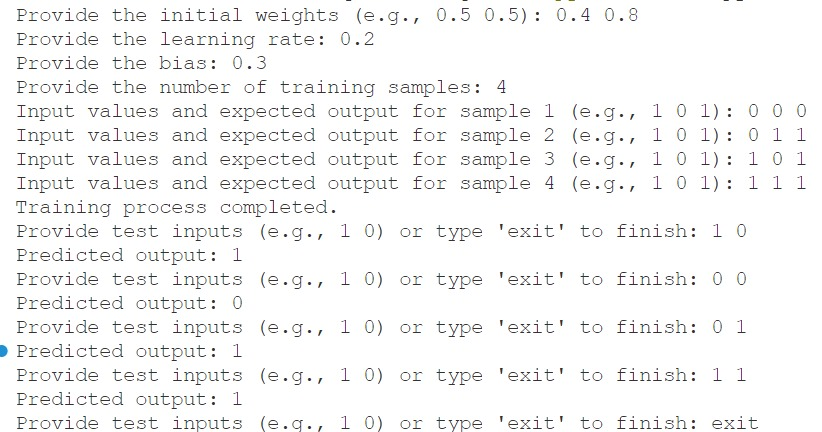 Provide the initial weights (e.g., 0.5 0.5): 0.4 0.8
Provide the learning rate: 0.2
Provide the bias: 0.3
Provide the number of training samples: 4
Input values and expected output for sample 1 (e.g., 1 0 1): 0 0 0
Input values and expected output for sample 2 (e.g., 1 0 1): 0 1 1
Input values and expected output for sample 3 (e.g., 1 0 1): 1 0 1
Input values and expected output for sample 4 (e.g., 1 0 1): 1 1 1
Training process completed.
Provide test inputs (e.g., 1 0) or type 'exit' to finish: 1 0
Predicted output: 1
Provide test inputs (e.g., 1 0) or type 'exit' to finish: 0 0
Predicted output: 0
Provide test inputs (e.g., 1 0) or type 'exit' to finish: 0 1
Predicted output: 1
Provide test inputs (e.g., 1 0) or type 'exit' to finish: 1 1
Predicted output: 1
Provide test inputs (e.g., 1 0) or type 'exit' to finish: exit